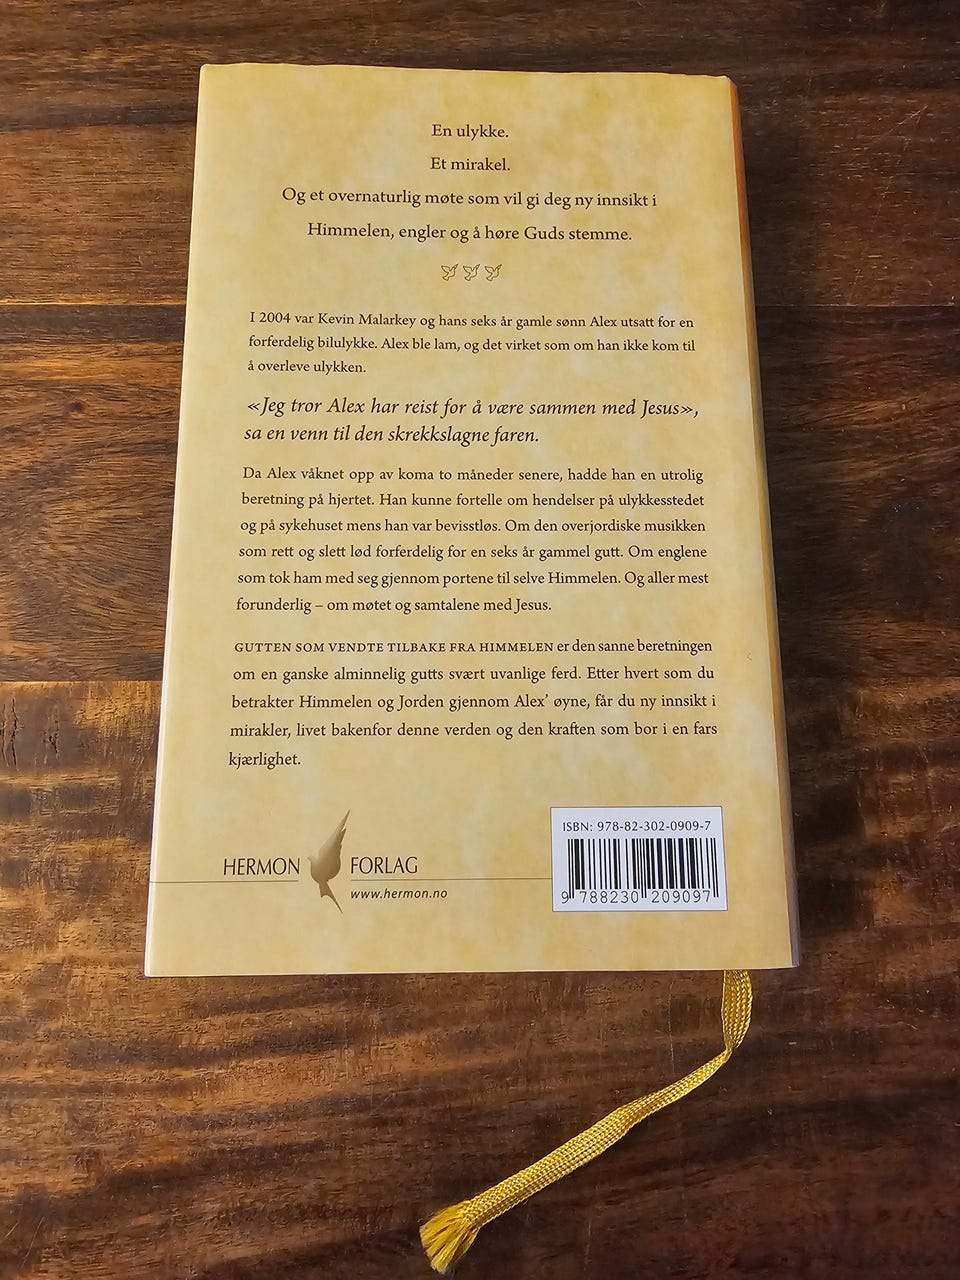 En ulykke.
Et mirakel.
Og et overnaturlig møte som vil gi deg ny innsikt i
Himmelen, engler og å høre Guds stemme.
I 2004 var Kevin Malarkey og hans seks år gamle sønn Alex utsatt for en
forferdelig bilulykke. Alex ble lam, og det virket som om han ikke kom til
å overleve ulykken.
«Jeg tror Alex har reist for å være sammen med Jesus»,
sa en venn til den skrekkslagne faren.
Da Alex våknet opp av koma to måneder senere, hadde han en utrolig
beretning på hjertet. Han kunne fortelle om hendelser på ulykkesstedet
og på sykehuset mens han var bevisstløs. Om den overjordiske musikken
som rett og slett lød forferdelig for en seks år gammel gutt. Om englene
som tok ham med seg gjennom portene til selve Himmelen. Og aller mest
forunderlig – om møtet og samtalene med Jesus.
GUTTEN SOM VENDTE TILBAKE FRA HIMMELEN er den sanne beretningen
om en ganske alminnelig gutts svært uvanlige ferd. Etter hvert som du
betrakter Himmelen og Jorden gjennom Alex' øyne, får du ny innsikt i
mirakler, livet bakenfor denne verden og den kraften som bor i en fars
kjærlighet.
HERMON FORLAG
www.hermon.no
ISBN: 978-82-302-0909-7
9 788230 209097